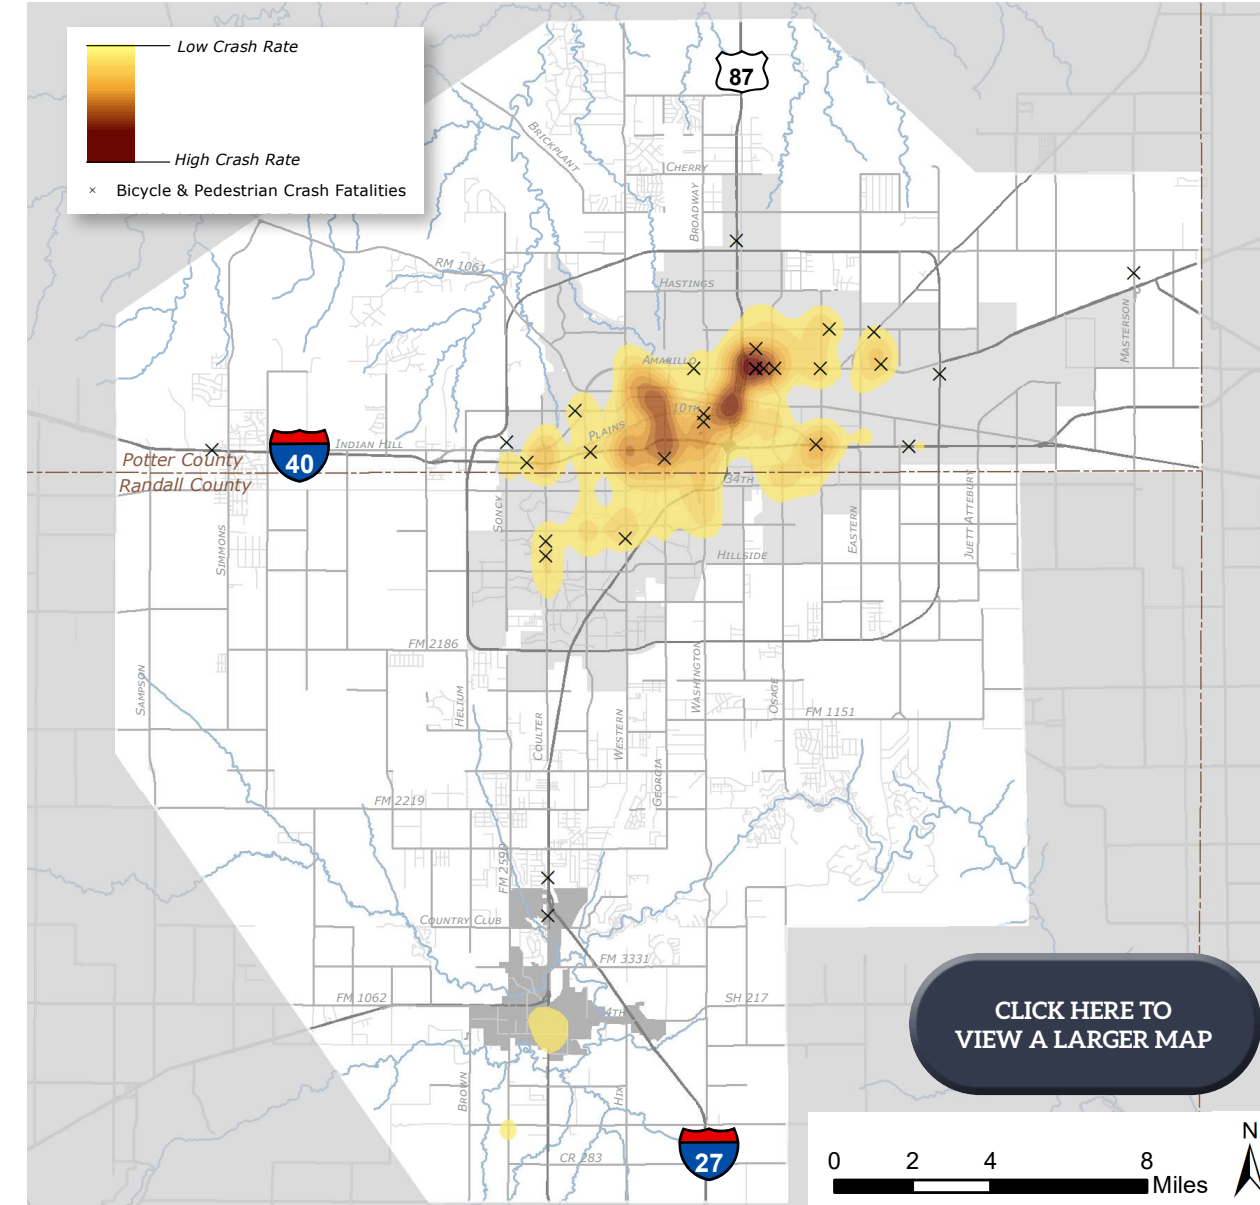 Low Crash Rate
High Crash Rate
× Bicycle & Pedestrian Crash Fatalities
87
BRICKPLANT
CHERRY
BROADWAY
RM 1061
HASTINGS
MASTERSON
AMARILLO
10TH
PLAINS
INDIAN HILL
40
Potter County
Randall County
34TH
SONCY
SIMMONS
HILLSIDE
EASTERN
JUETT ATTEBURY
FM 2186
SAMPSON
HELIUM
COULTER
WESTERN
WASHINGTON
OSAGE
FM 1151
GEORGIA
FM 2219
FM 2590
COUNTRY CLUB
FM 3331
FM 1062
4TH
SH 217
CLICK HERE TO
VIEW A LARGER MAP
BROWN
HIX
CR 283
27
0 2 4 8
Miles
N